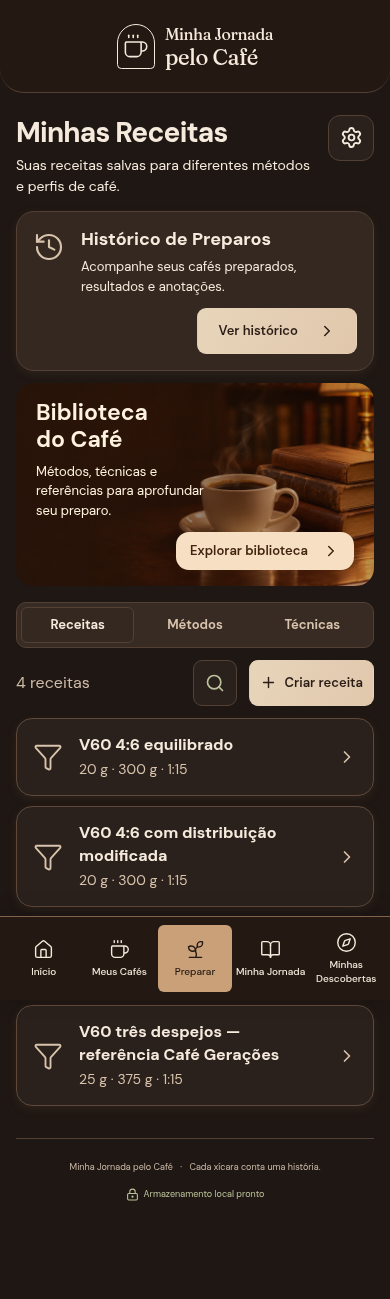 Minha Jornada
pelo Café
Minhas Receitas
Suas receitas salvas para diferentes métodos
e perfis de café.
Histórico de Preparos
Acompanhe seus cafés preparados,
resultados e anotações.
Ver histórico
Biblioteca
do Café
Métodos, técnicas e
referências para aprofundar
seu preparo.
Explorar biblioteca
Receitas Métodos Técnicas
4 receitas + Criar receita
V60 4:6 equilibrado
20 g · 300 g · 1:15
V60 4:6 com distribuição
modificada
20 g · 300 g · 1:15
Início Meus Cafés Preparar Minha Jornada Minhas
Descobertas
V60 três despejos —
referência Café Gerações
25 g · 375 g · 1:15
Minha Jornada pelo Café · Cada xícara conta uma história.
Armazenamento local pronto